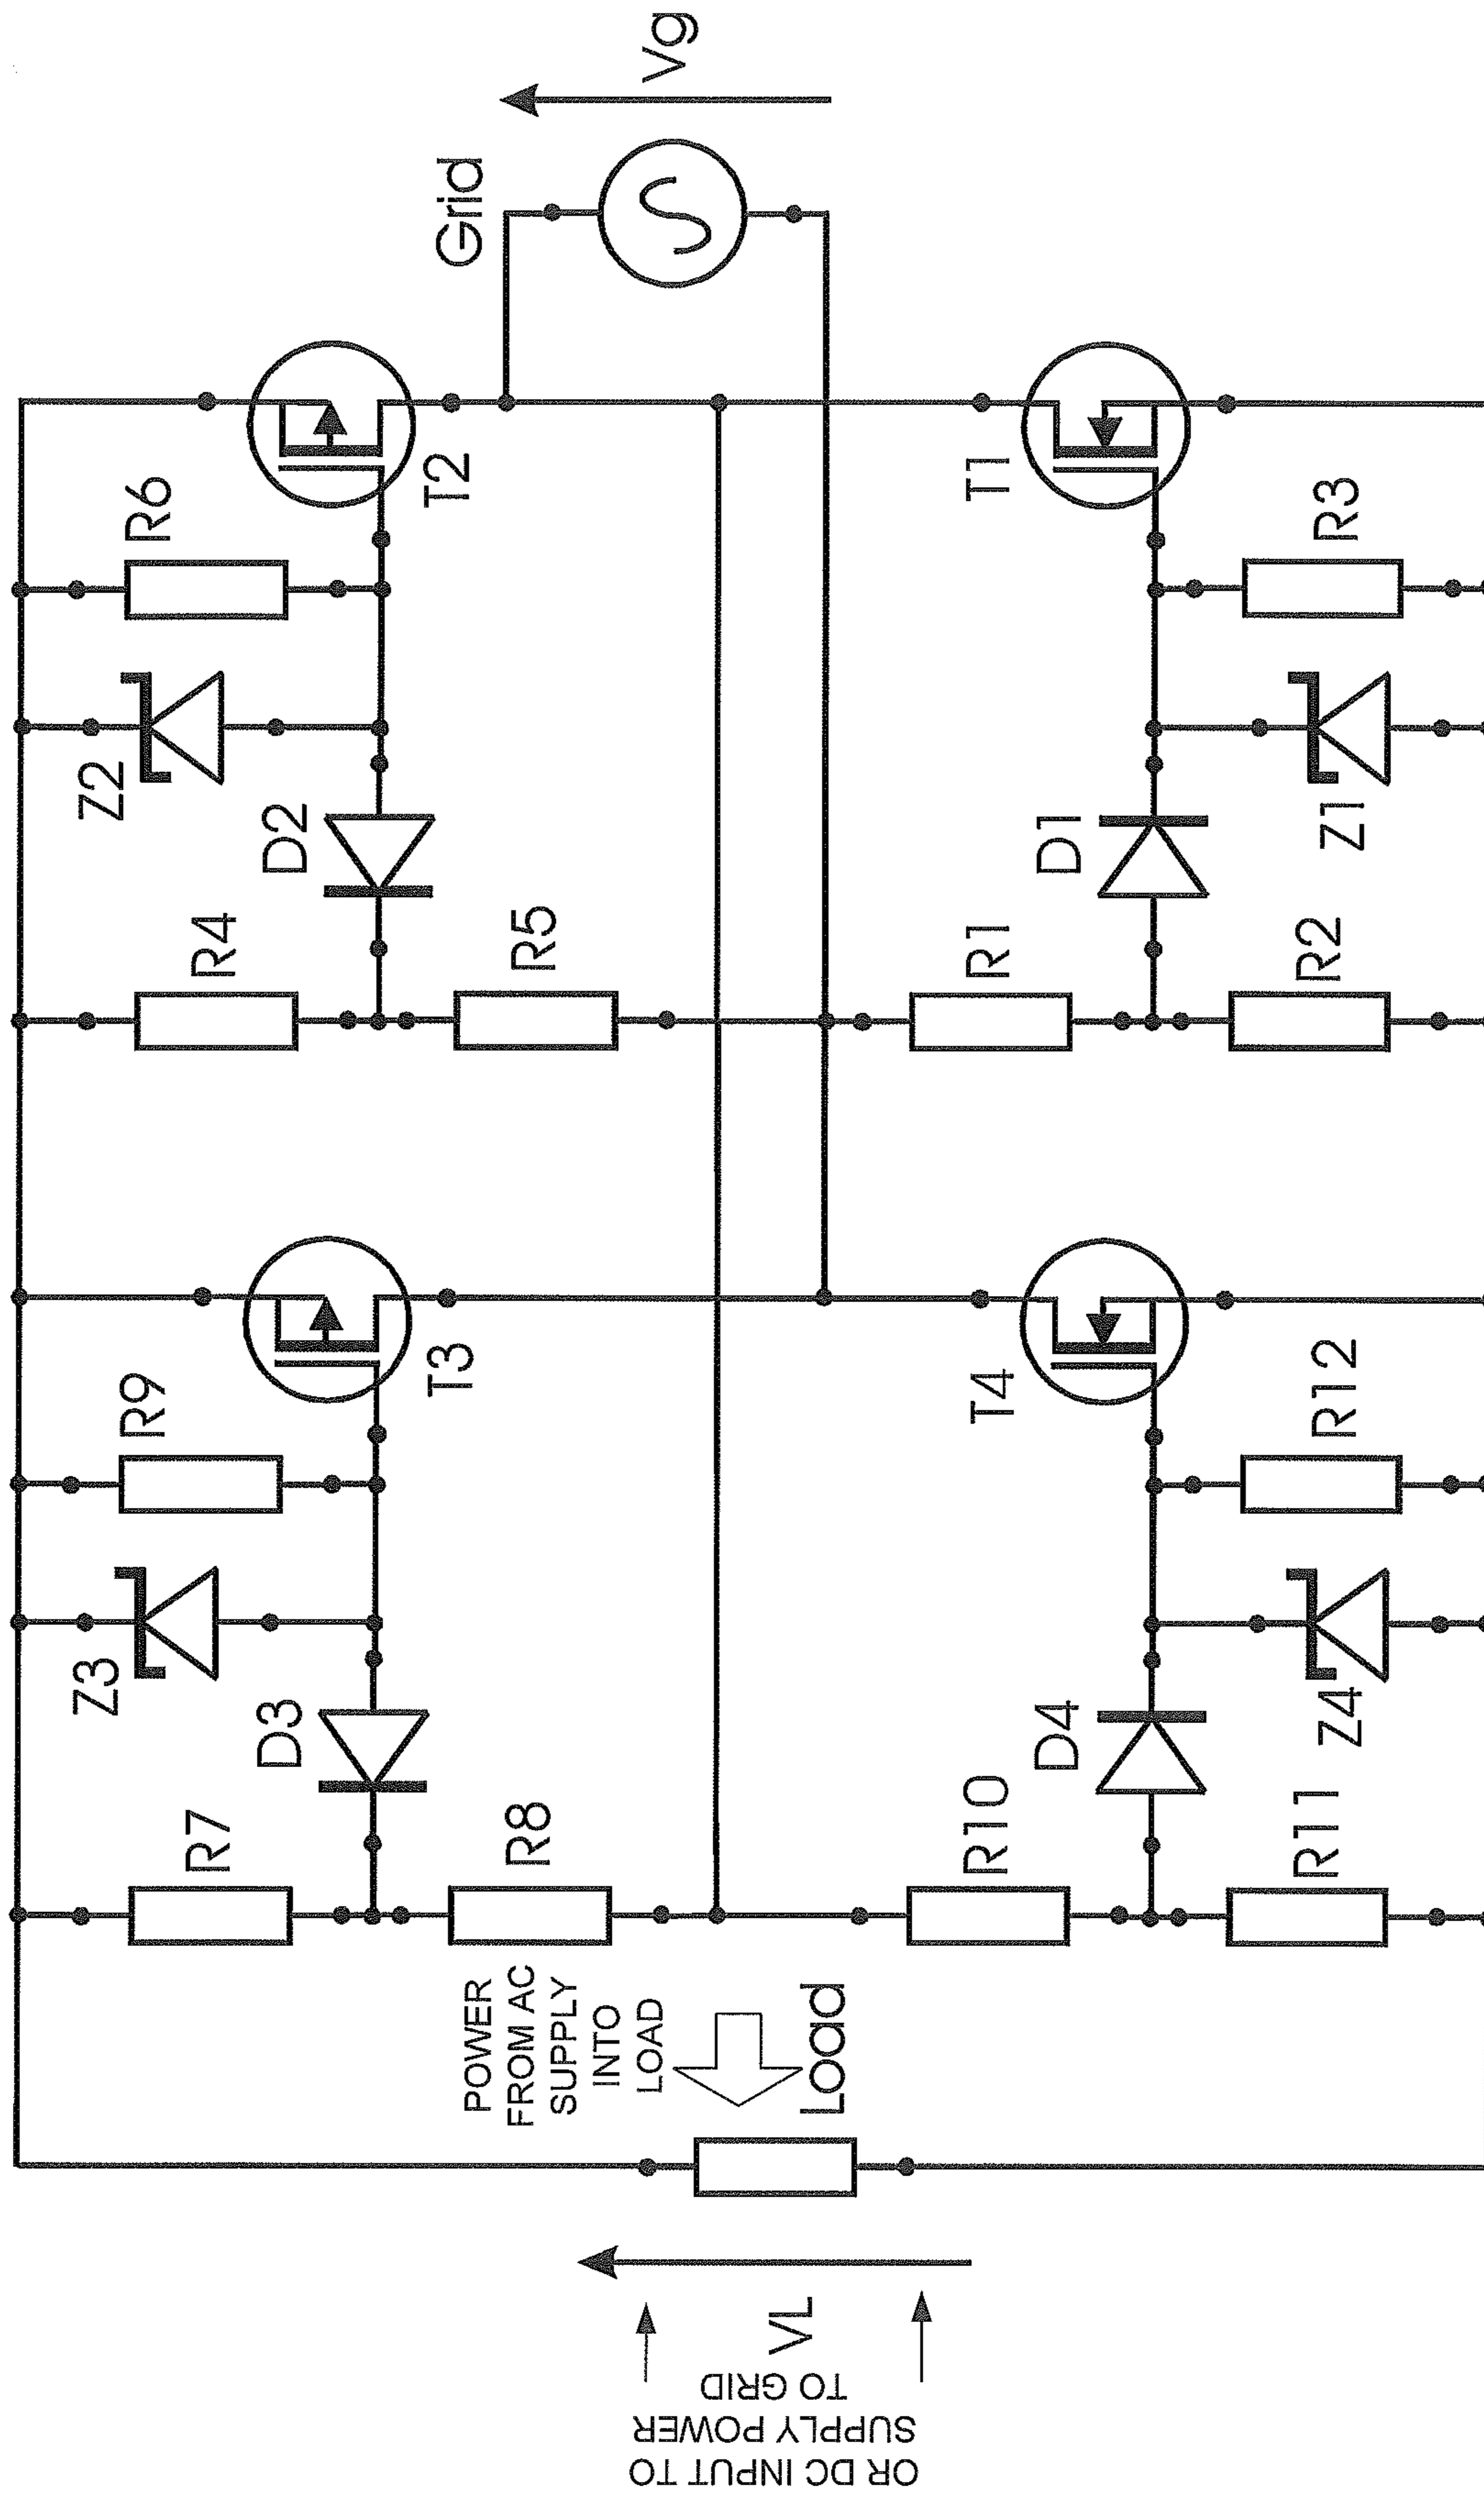 Vg
Grid
R6
T2
T1
R3
Z2
D2
D1
Z1
R4
R5
R1
R2
R9
T3
T4
R12
Z3
D3
D4
Z4
R7
R8
R10
R11
POWER
FROM AC
SUPPLY
INTO
LOAD
Load
VL
OR DC INPUT TO
SUPPLY POWER
TO GRID